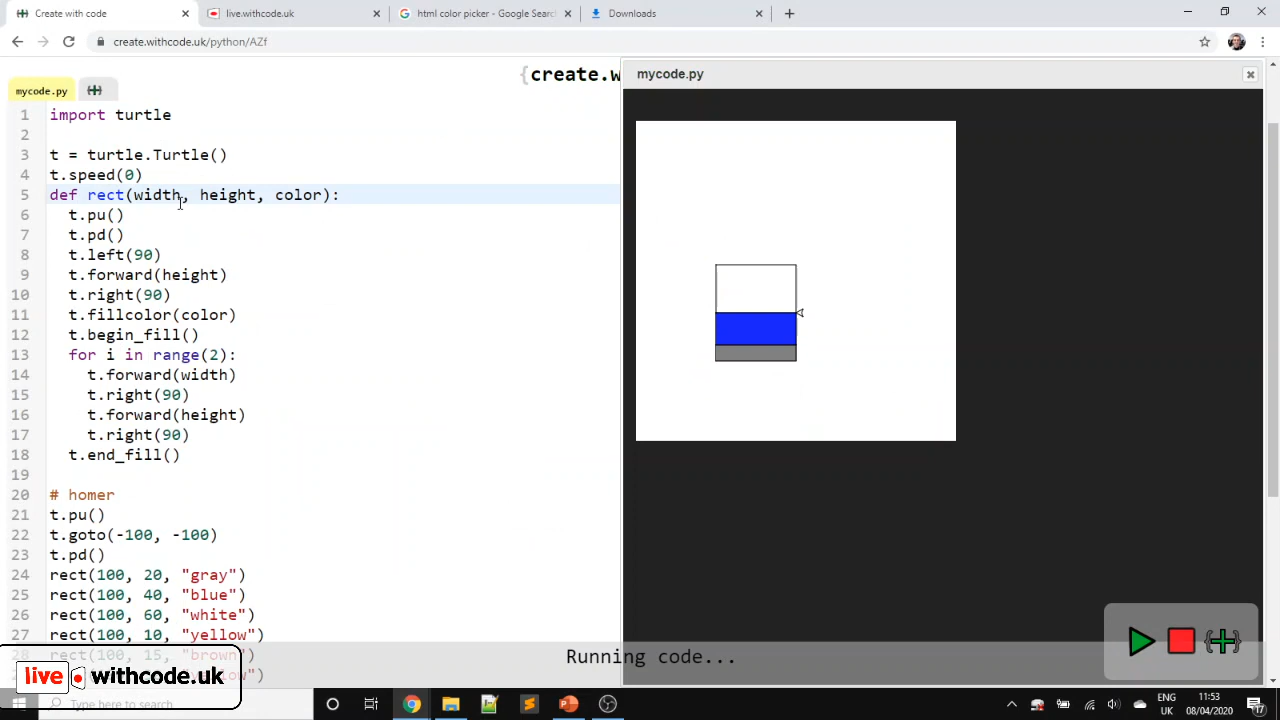 Create with code
live.withcode.uk
html color picker - Google Searc
Downloads
create.withcode.uk/python/AZf
{create.w
mycode.py
mycode.py
1 import turtle
2
3 t = turtle.Turtle()
4 t.speed(0)
5 def rect(width, height, color):
6 t.pu()
7 t.pd()
8 t.left(90)
9 t.forward(height)
10 t.right(90)
11 t.fillcolor(color)
12 t.begin_fill()
13 for i in range(2):
14 t.forward(width)
15 t.right(90)
16 t.forward(height)
17 t.right(90)
18 t.end_fill()
19
20 # homer
21 t.pu()
22 t.goto(-100, -100)
23 t.pd()
24 rect(100, 20, "gray")
25 rect(100, 40, "blue")
26 rect(100, 60, "white")
27 rect(100, 10, "yellow")
28 rect(100, 15, "brown")
Running code...
live withcode.uk
Type here to search
ENG
UK
11:53
08/04/2020
17